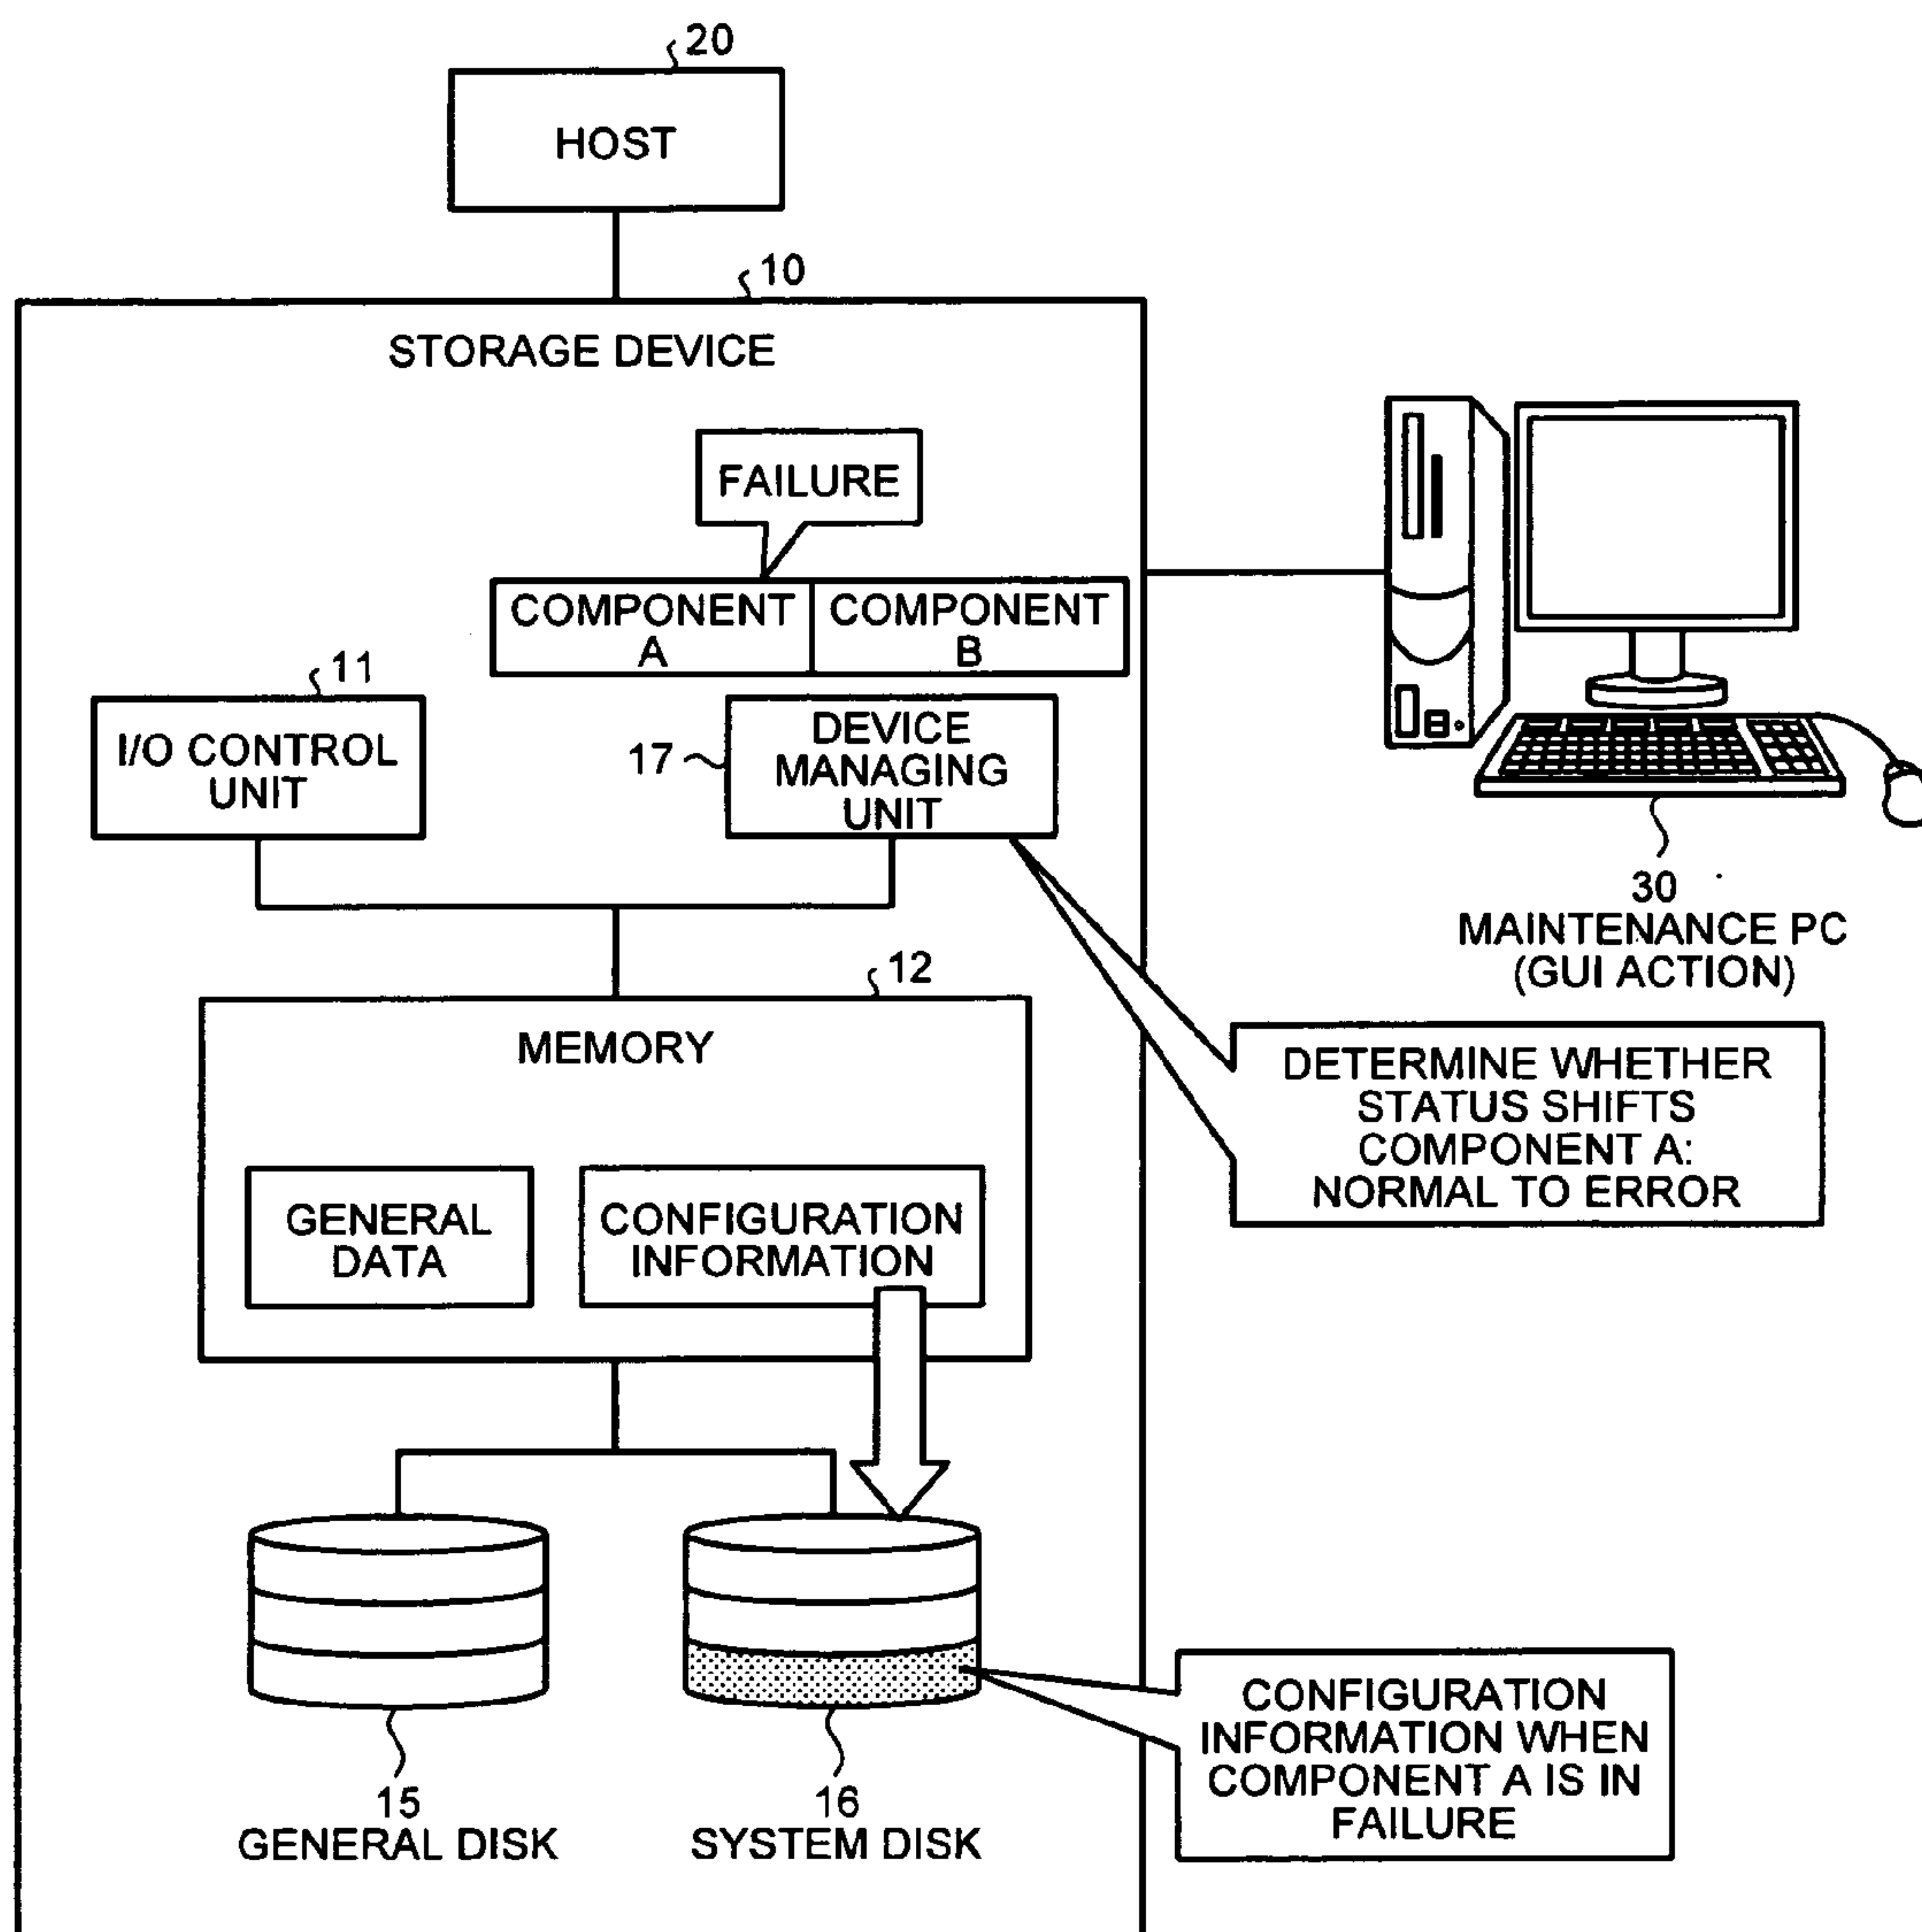 20
HOST
10
STORAGE DEVICE
FAILURE
COMPONENT
A
COMPONENT
B
11
I/O CONTROL
UNIT
17
DEVICE
MANAGING
UNIT
30
MAINTENANCE PC
(GUI ACTION)
12
MEMORY
DETERMINE WHETHER
STATUS SHIFTS
COMPONENT A:
NORMAL TO ERROR
GENERAL
DATA
CONFIGURATION
INFORMATION
15
GENERAL DISK
16
SYSTEM DISK
CONFIGURATION
INFORMATION WHEN
COMPONENT A IS IN
FAILURE